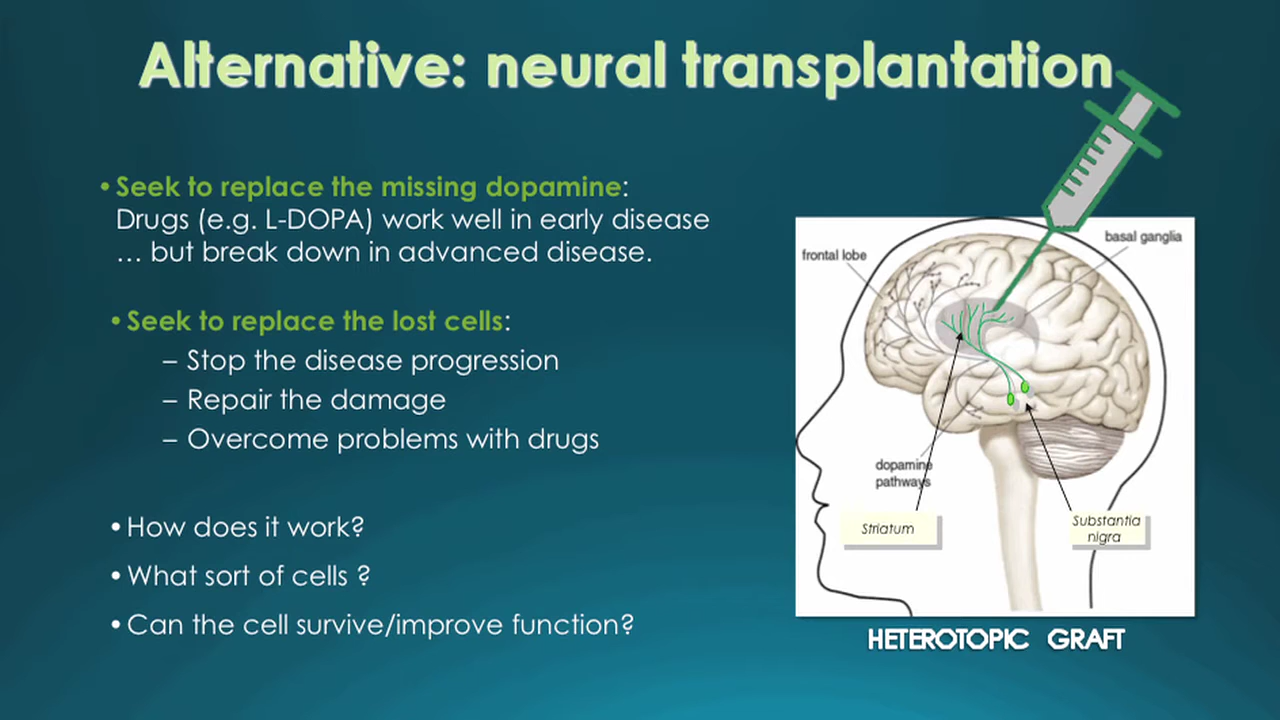 Alternative: neural transplantation
• Seek to replace the missing dopamine:
Drugs (e.g. L-DOPA) work well in early disease
… but break down in advanced disease.
• Seek to replace the lost cells:
– Stop the disease progression
– Repair the damage
– Overcome problems with drugs
• How does it work?
• What sort of cells ?
• Can the cell survive/improve function?
frontal lobe
basal ganglia
dopamine
pathways
Striatum
Substantia
nigra
HETEROTOPIC GRAFT